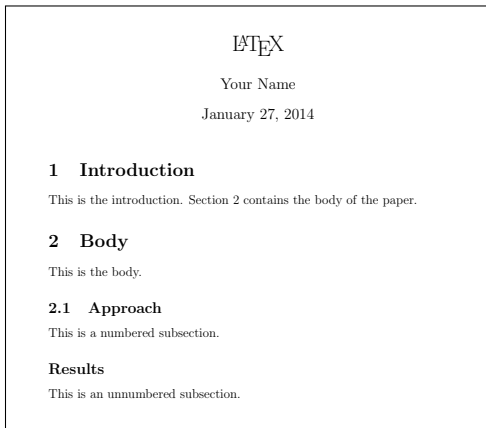 LATEX
Your Name
January 27, 2014
1 Introduction
This is the introduction. Section 2 contains the body of the paper.
2 Body
This is the body.
2.1 Approach
This is a numbered subsection.
Results
This is an unnumbered subsection.